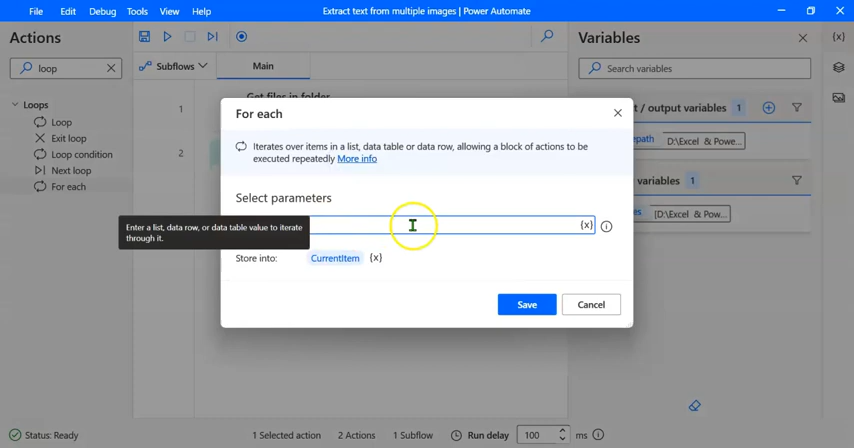 File Edit Debug Tools View Help Extract text from multiple images | Power Automate
Actions
Variables
loop
Subflows
Main
Search variables
Loops
Loop
Exit loop
Loop condition
Next loop
For each
1
2
Get files in folder
t / output variables 1
epath D:\Excel & Powe...
variables 1
es [D:\Excel & Pow...
For each
Iterates over items in a list, data table or data row, allowing a block of actions to be
executed repeatedly More info
Select parameters
{x}
Enter a list, data row, or data table value to iterate
through it.
Store into: CurrentItem {x}
Save Cancel
Status: Ready 1 Selected action 2 Actions 1 Subflow Run delay 100 ms